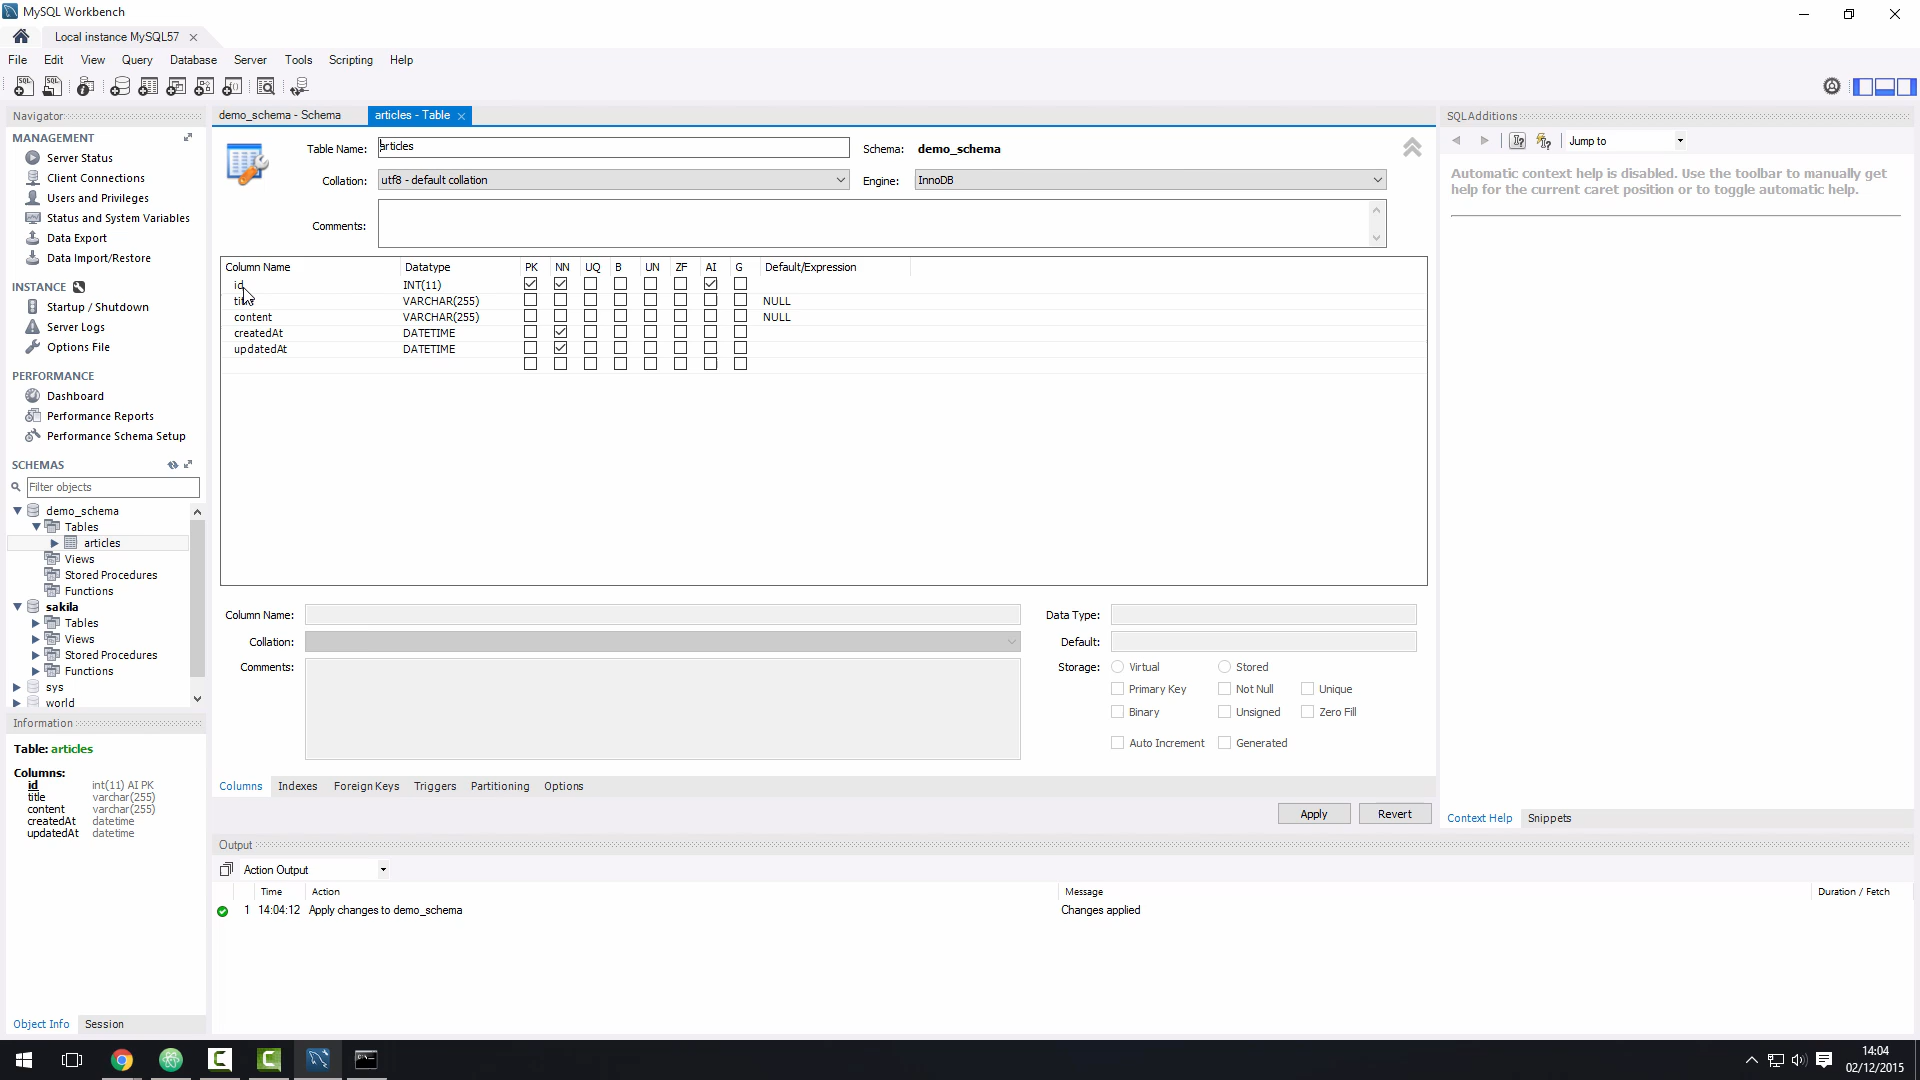 MySQL Workbench
Local instance MySQL57
File Edit View Query Database Server Tools Scripting Help
Navigator
MANAGEMENT
Server Status
Client Connections
Users and Privileges
Status and System Variables
Data Export
Data Import/Restore
INSTANCE
Startup / Shutdown
Server Logs
Options File
PERFORMANCE
Dashboard
Performance Reports
Performance Schema Setup
SCHEMAS
Filter objects
demo_schema
Tables
articles
Views
Stored Procedures
Functions
sakila
Tables
Views
Stored Procedures
Functions
sys
world
Information
Table: articles
Columns:
id int(11) AI PK
title varchar(255)
content varchar(255)
createdAt datetime
updatedAt datetime
Object Info Session
demo_schema - Schema articles - Table
Table Name: articles Schema: demo_schema
Collation: utf8 - default collation Engine: InnoDB
Comments:
Column Name Datatype PK NN UQ B UN ZF AI G Default/Expression
id INT(11)
title VARCHAR(255) NULL
content VARCHAR(255) NULL
createdAt DATETIME
updatedAt DATETIME
Column Name: Data Type:
Collation: Default:
Comments: Storage: Virtual Stored
Primary Key Not Null Unique
Binary Unsigned Zero Fill
Auto Increment Generated
Columns Indexes Foreign Keys Triggers Partitioning Options
Apply Revert
Output
Action Output
Time Action Message Duration / Fetch
1 14:04:12 Apply changes to demo_schema Changes applied
SQLAdditions
Jump to
Automatic context help is disabled. Use the toolbar to manually get
help for the current caret position or to toggle automatic help.
Context Help Snippets
14:04
02/12/2015